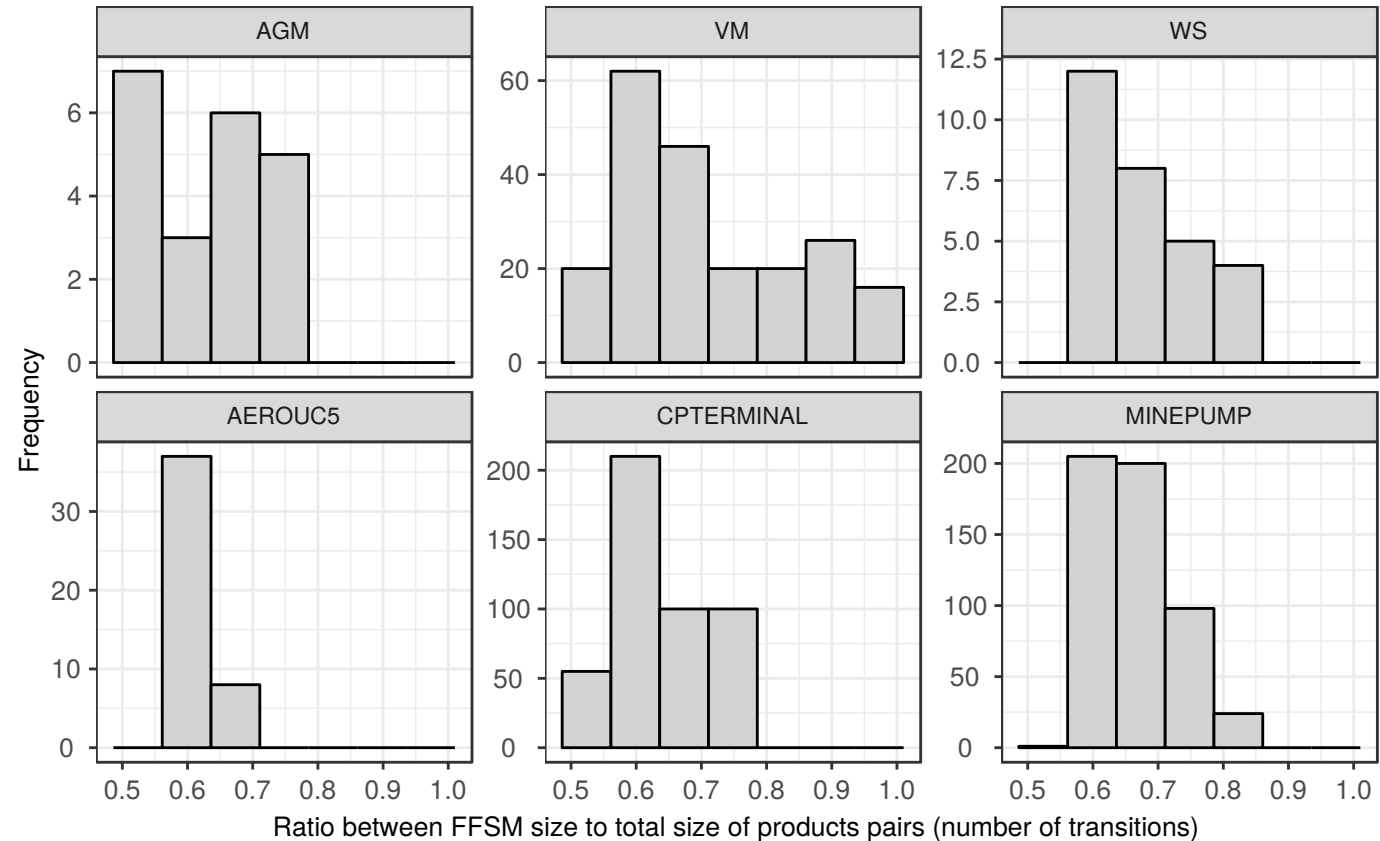 AGM
VM
WS
6
4
2
0
60
40
20
0
12.5
10.0
7.5
5.0
2.5
0.0
Frequency
AEROUC5
CPTERMINAL
MINEPUMP
30
20
10
0
200
150
100
50
0
200
150
100
50
0
0.5 0.6 0.7 0.8 0.9 1.0
0.5 0.6 0.7 0.8 0.9 1.0
0.5 0.6 0.7 0.8 0.9 1.0
Ratio between FFSM size to total size of products pairs (number of transitions)